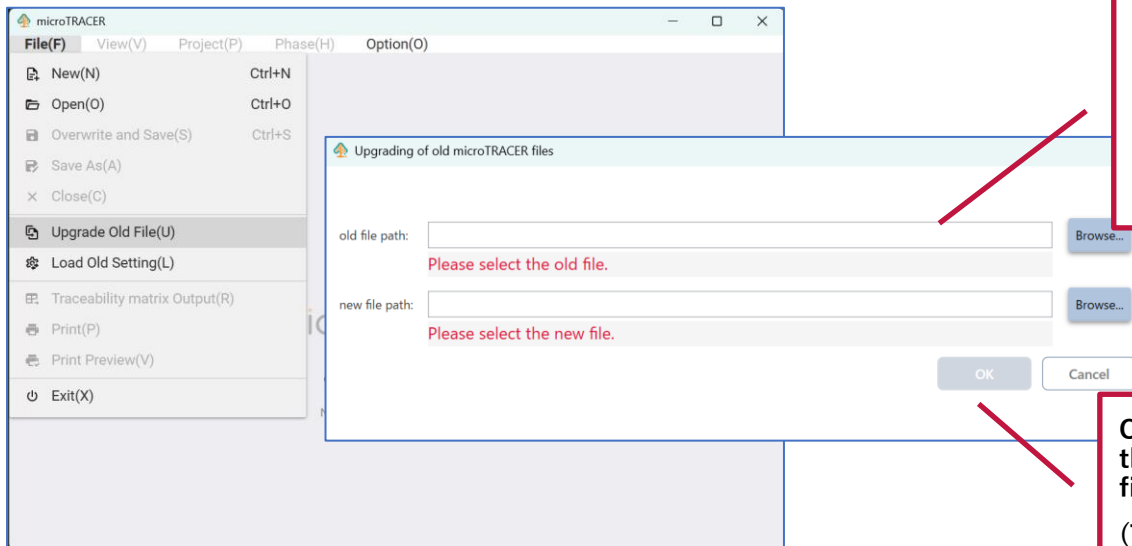 microTRACER
File(F) View(V) Project(P) Phase(H) Option(O)
New(N) Ctrl+N
Open(O) Ctrl+O
Overwrite and Save(S) Ctrl+S
Save As(A)
Close(C)
Upgrade Old File(U)
Load Old Setting(L)
Traceability matrix Output(R)
Print(P)
Print Preview(V)
Exit(X)
Upgrading of old microTRACER files
old file path: Browse...
Please select the old file.
new file path: Browse...
Please select the new file.
OK Cancel